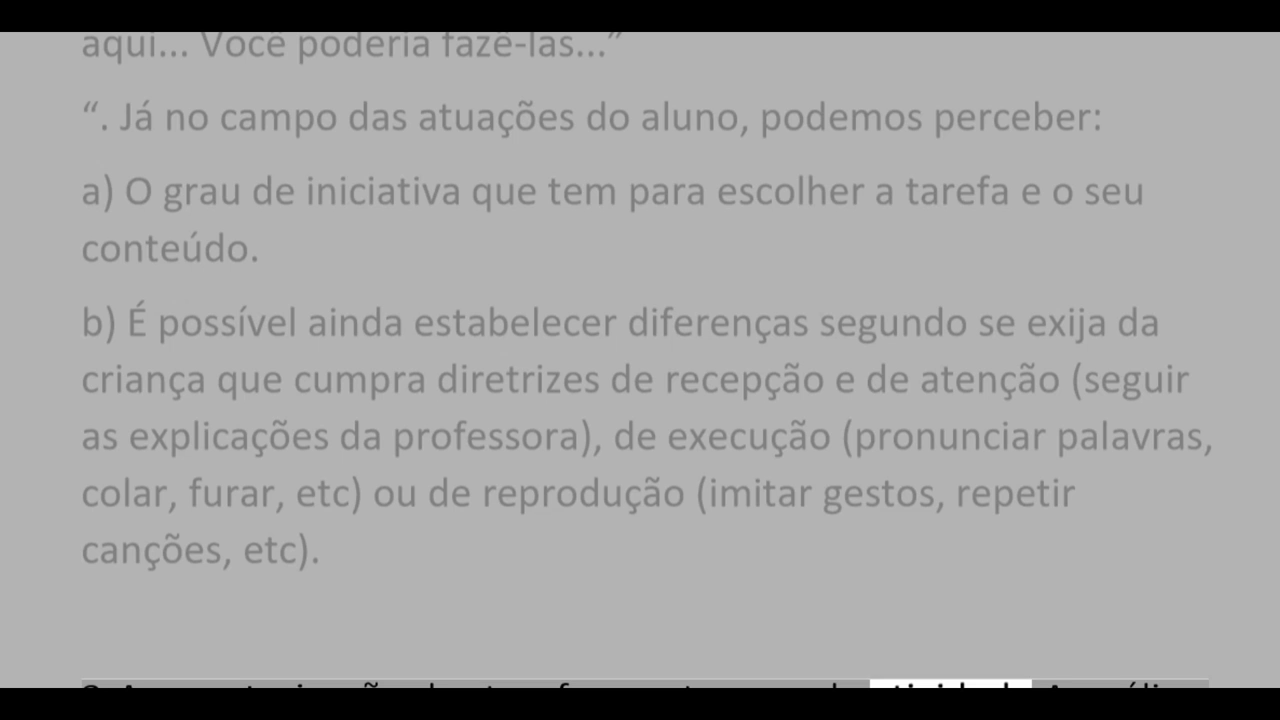 aqui... Você poderia fazê-las...”
“. Já no campo das atuações do aluno, podemos perceber:
a) O grau de iniciativa que tem para escolher a tarefa e o seu
conteúdo.
b) É possível ainda estabelecer diferenças segundo se exija da
criança que cumpra diretrizes de recepção e de atenção (seguir
as explicações da professora), de execução (pronunciar palavras,
colar, furar, etc) ou de reprodução (imitar gestos, repetir
canções, etc).